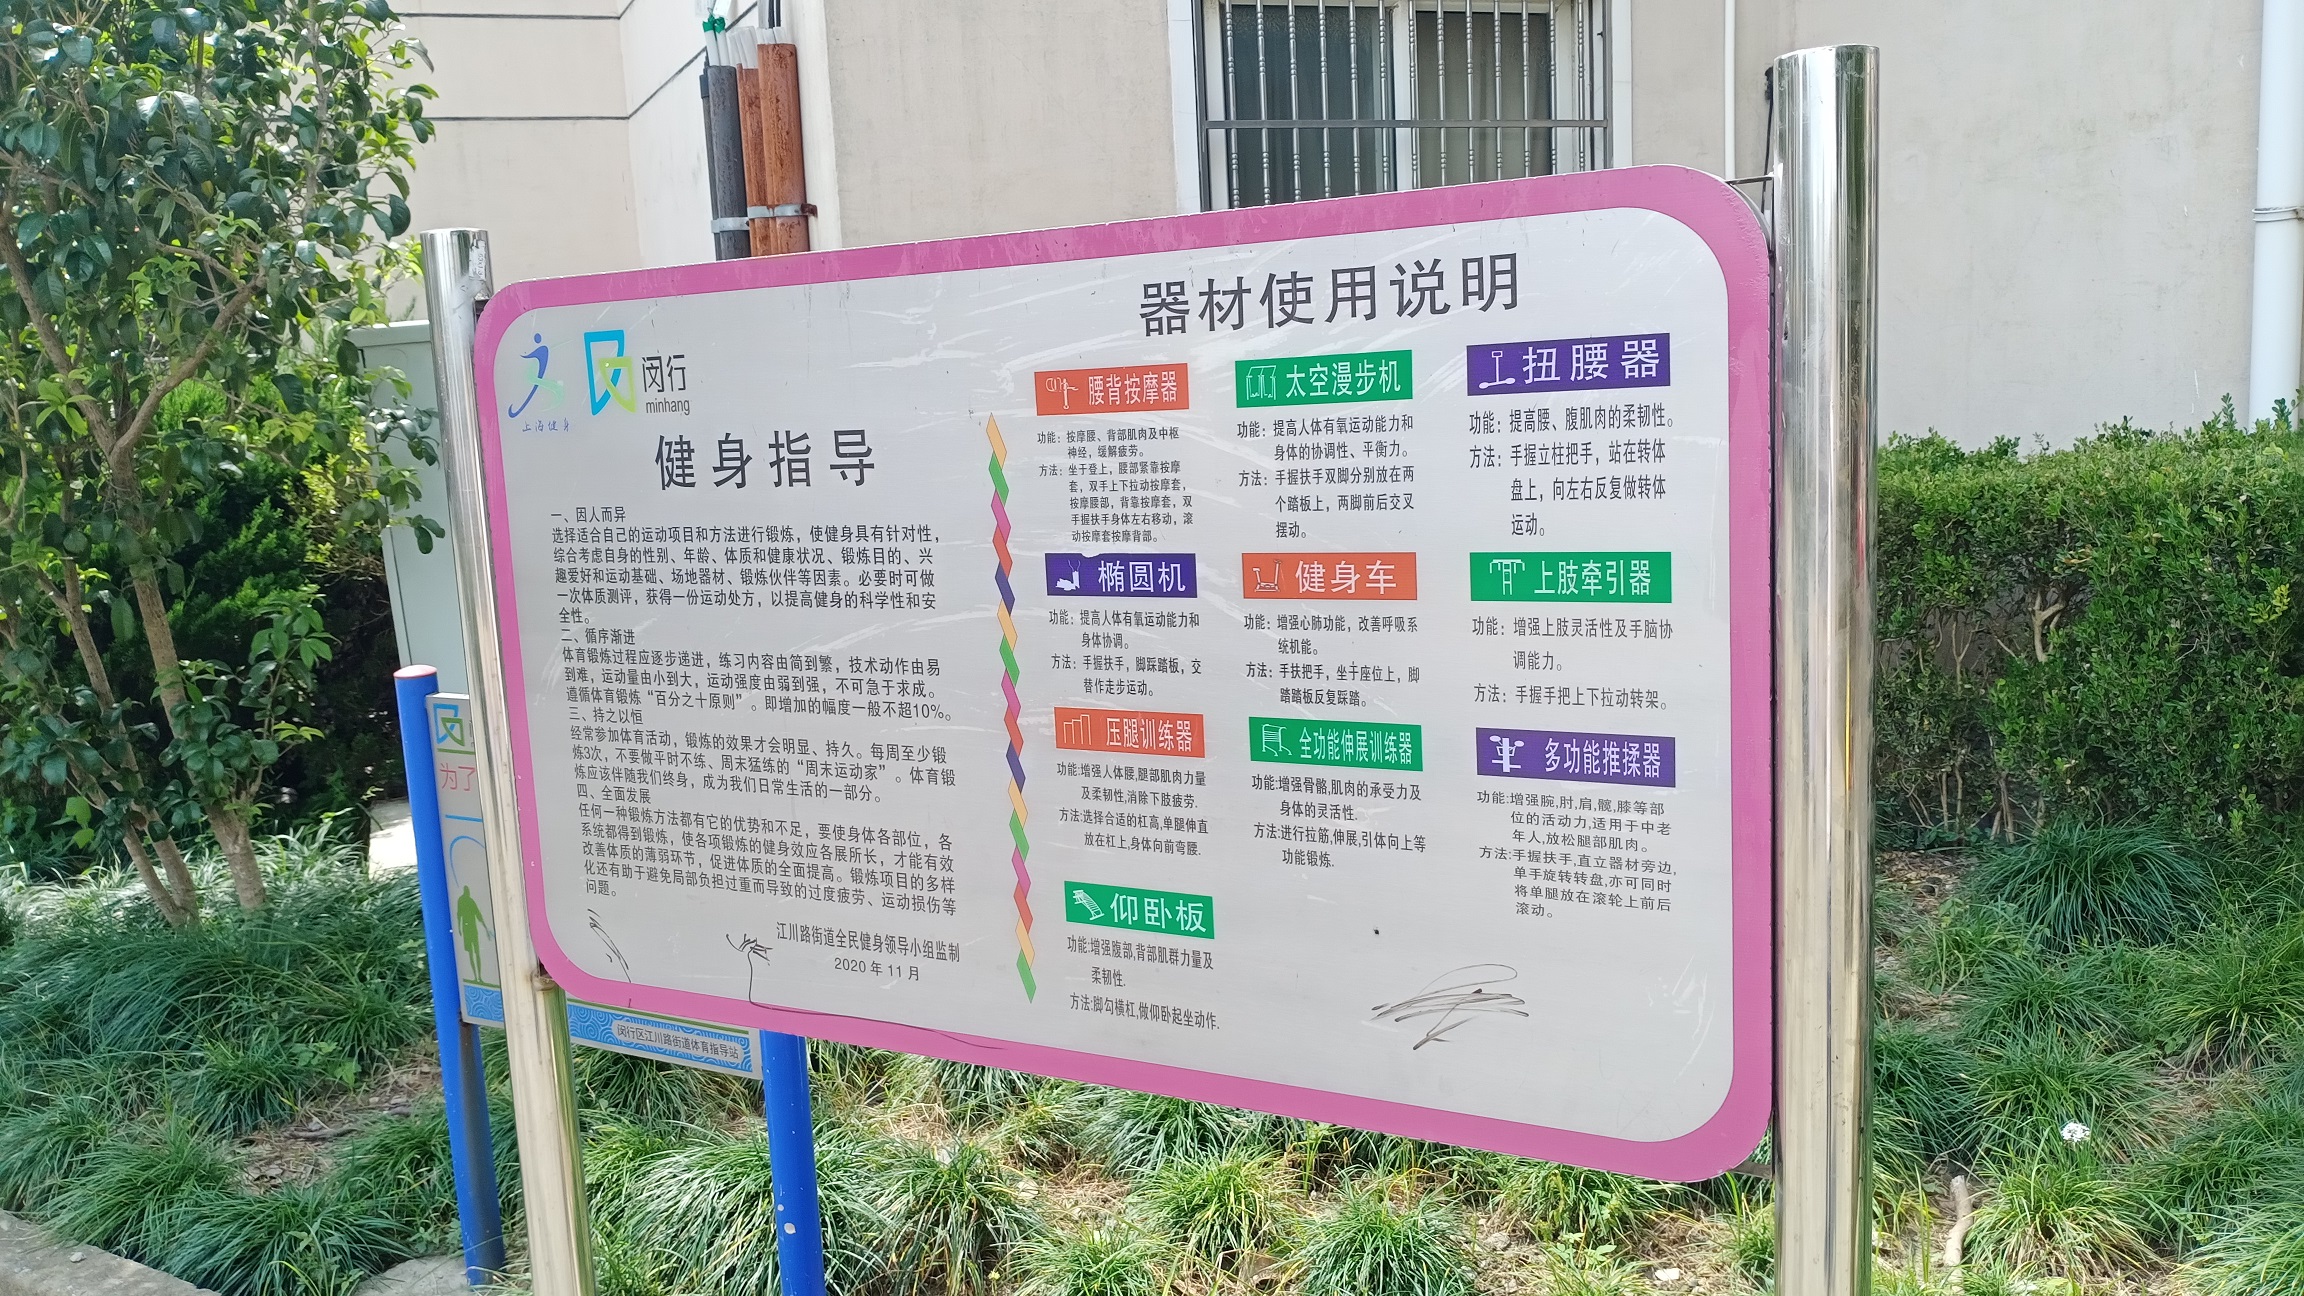 上海健身
闵行
minhang
健身指导
一、因人而异
选择适合自己的运动项目和方法进行锻炼，使健身具有针对性，
综合考虑自身的性别、年龄、体质和健康状况、锻炼目的、兴
趣爱好和运动基础、场地器材、锻炼伙伴等因素。必要时可做
一次体质测评，获得一份运动处方，以提高健身的科学性和安
全性。
二、循序渐进
体育锻炼过程应逐步递进，练习内容由简到繁，技术动作由易
到难，运动量由小到大，运动强度由弱到强，不可急于求成。
遵循体育锻炼“百分之十原则”。即增加的幅度一般不超10%。
三、持之以恒
经常参加体育活动，锻炼的效果才会明显、持久。每周至少锻
炼3次，不要做平时不练、周末猛练的“周末运动家”。体育锻
炼应该伴随我们终身，成为我们日常生活的一部分。
四、全面发展
任何一种锻炼方法都有它的优势和不足，要使身体各部位，各
系统都得到锻炼，使各项锻炼的健身效应各展所长，才能有效
改善体质的薄弱环节，促进体质的全面提高。锻炼项目的多样
化还有助于避免局部负担过重而导致的过度疲劳、运动损伤等
问题。
江川路街道全民健身领导小组监制
2020年11月
器材使用说明
腰背按摩器
功能：按摩腰、背部肌肉及中枢
神经，缓解疲劳。
方法：坐于登上，腰部紧靠按摩
套，双手上下拉动按摩套，
按摩腰部，背靠按摩套，双
手握扶手身体左右移动，滚
动按摩套按摩背部。
太空漫步机
功能：提高人体有氧运动能力和
身体的协调性、平衡力。
方法：手握扶手双脚分别放在两
个踏板上，两脚前后交叉
摆动。
扭腰器
功能：提高腰、腹肌肉的柔韧性。
方法：手握立柱把手，站在转体
盘上，向左右反复做转体
运动。
椭圆机
功能：提高人体有氧运动能力和
身体协调。
方法：手握扶手，脚踩踏板，交
替作走步运动。
健身车
功能：增强心肺功能，改善呼吸系
统机能。
方法：手扶把手，坐于座位上，脚
踏踏板反复踩踏。
上肢牵引器
功能：增强上肢灵活性及手脑协
调能力。
方法：手握手把上下拉动转架。
压腿训练器
功能:增强人体腰,腿部肌肉力量
及柔韧性,消除下肢疲劳.
方法:选择合适的杠高,单腿伸直
放在杠上,身体向前弯腰.
全功能伸展训练器
功能:增强骨骼,肌肉的承受力及
身体的灵活性.
方法:进行拉筋,伸展,引体向上等
功能锻炼.
多功能推揉器
功能:增强腕,肘,肩,髋,膝等部
位的活动力,适用于中老
年人,放松腿部肌肉。
方法:手握扶手,直立器材旁边,
单手旋转转盘,亦可同时
将单腿放在滚轮上前后
滚动。
仰卧板
功能:增强腹部,背部肌群力量及
柔韧性.
方法:脚勾横杠,做仰卧起坐动作.
为了
闵行区江川路街道体育指导站